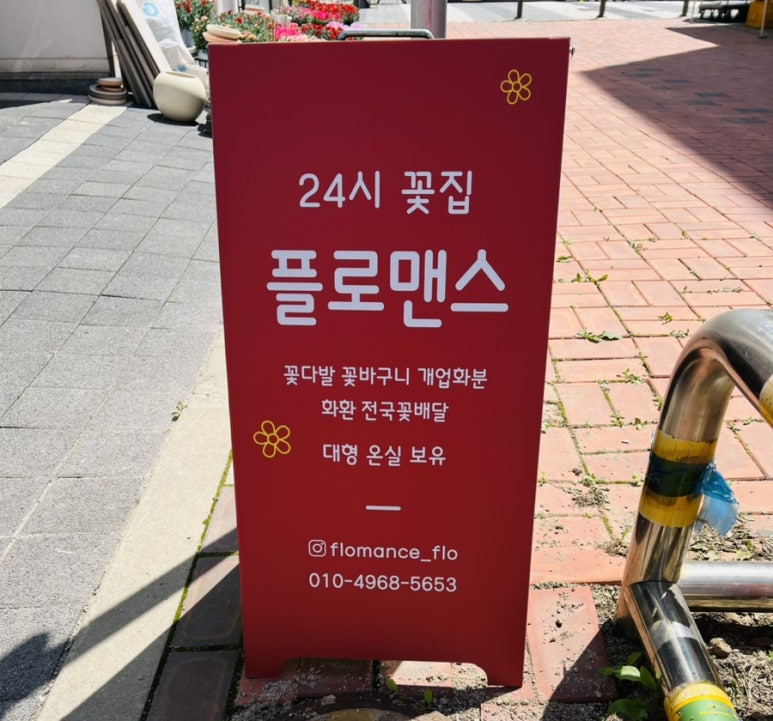 24시 꽃집
플로맨스
꽃다발 꽃바구니 개업화분
화환 전국꽃배달
대형 온실 보유
flomance_flo
010-4968-5653